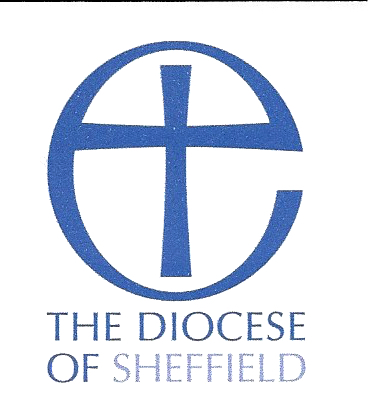 THE DIOCESE
OF SHEFFIELD